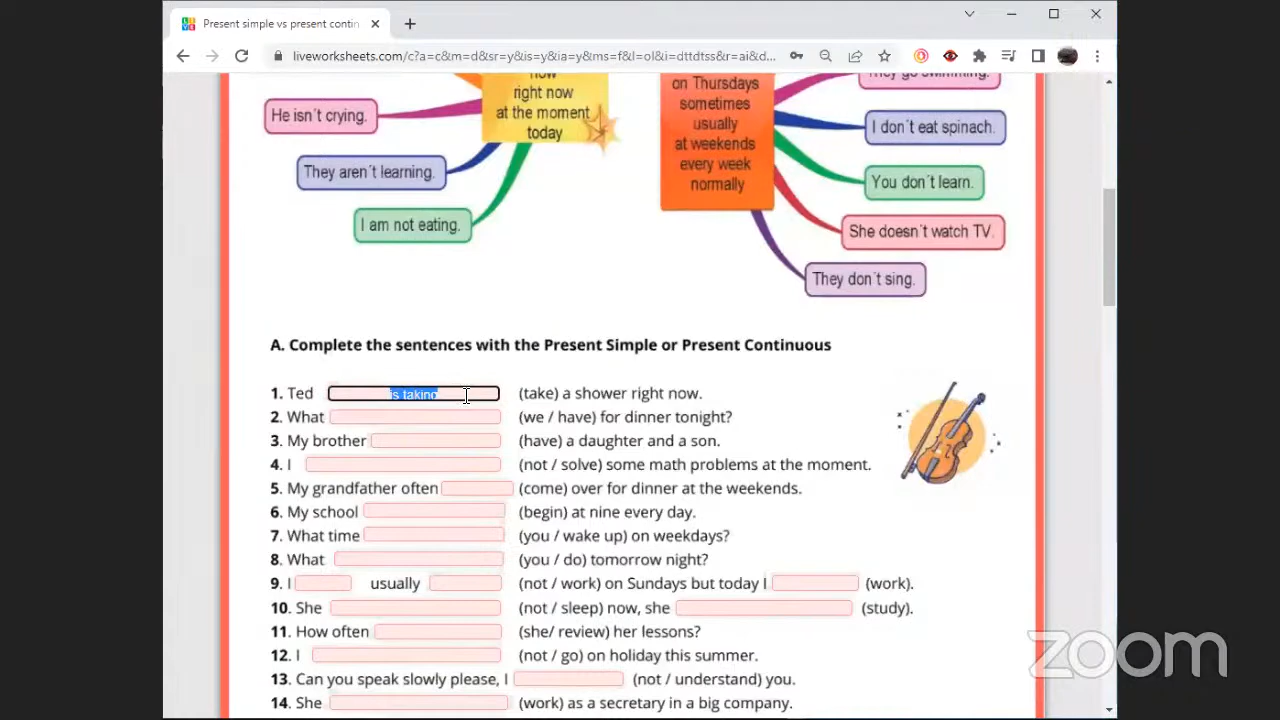 Present simple vs present contin
liveworksheets.com/c?a=c&m=d&sr=y&is=y&ia=y&ms=f&l=ol&i=dttdtss&r=ai&d...
now
right now
at the moment
today
He isn´t crying.
They aren´t learning.
I am not eating.
on Thursdays
sometimes
usually
at weekends
every week
normally
They go swimming.
I don´t eat spinach.
You don´t learn.
She doesn´t watch TV.
They don´t sing.
A. Complete the sentences with the Present Simple or Present Continuous
1. Ted is taking (take) a shower right now.
2. What (we / have) for dinner tonight?
3. My brother (have) a daughter and a son.
4. I (not / solve) some math problems at the moment.
5. My grandfather often (come) over for dinner at the weekends.
6. My school (begin) at nine every day.
7. What time (you / wake up) on weekdays?
8. What (you / do) tomorrow night?
9. I usually (not / work) on Sundays but today I (work).
10. She (not / sleep) now, she (study).
11. How often (she/ review) her lessons?
12. I (not / go) on holiday this summer.
13. Can you speak slowly please, I (not / understand) you.
14. She (work) as a secretary in a big company.
zoom